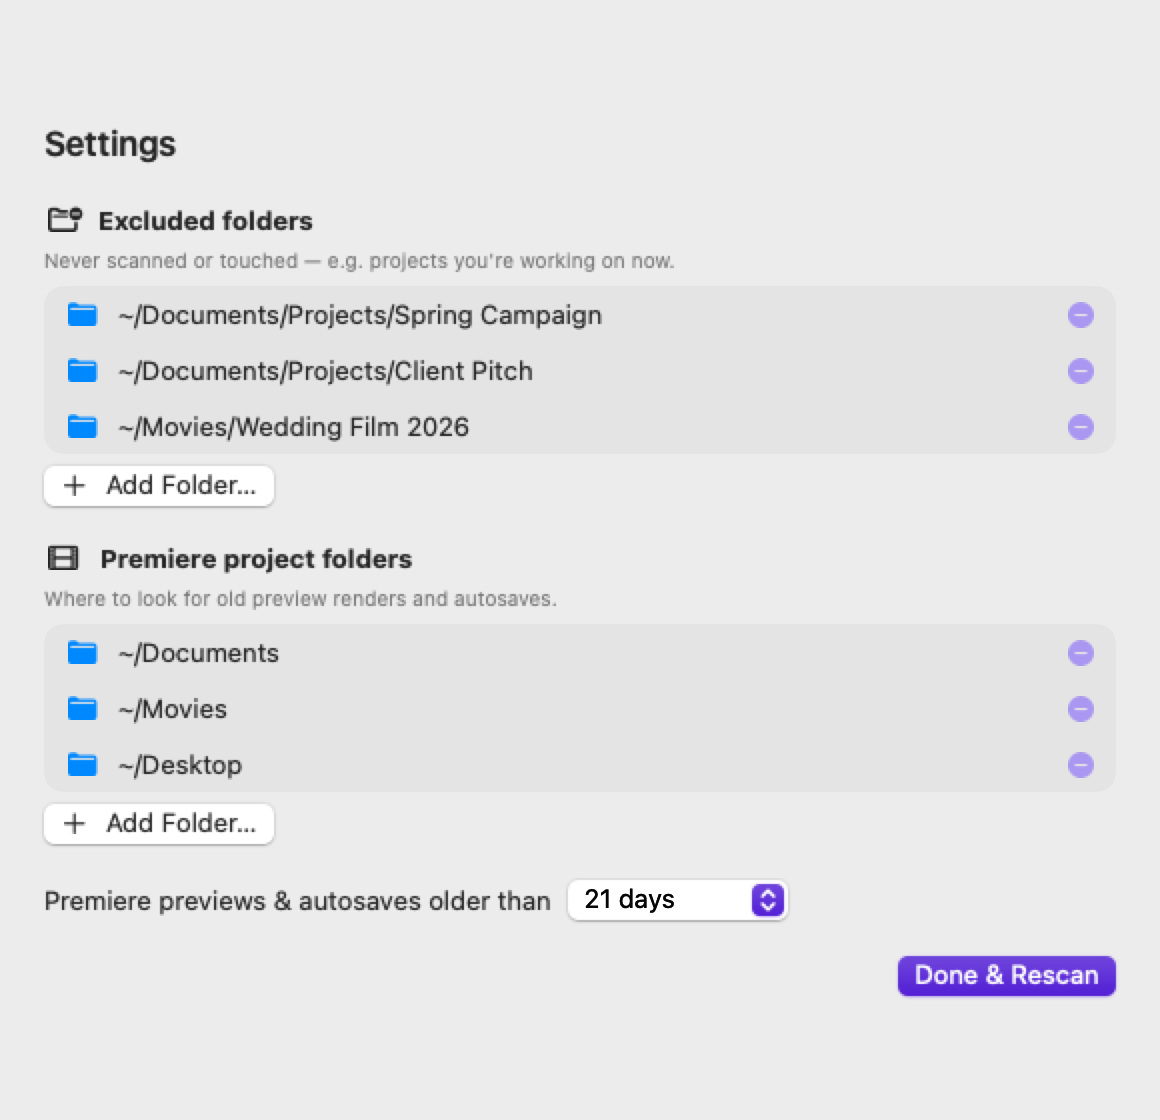 Settings
Excluded folders
Never scanned or touched — e.g. projects you're working on now.
~/Documents/Projects/Spring Campaign
~/Documents/Projects/Client Pitch
~/Movies/Wedding Film 2026
+ Add Folder...
Premiere project folders
Where to look for old preview renders and autosaves.
~/Documents
~/Movies
~/Desktop
+ Add Folder...
Premiere previews & autosaves older than 21 days
Done & Rescan